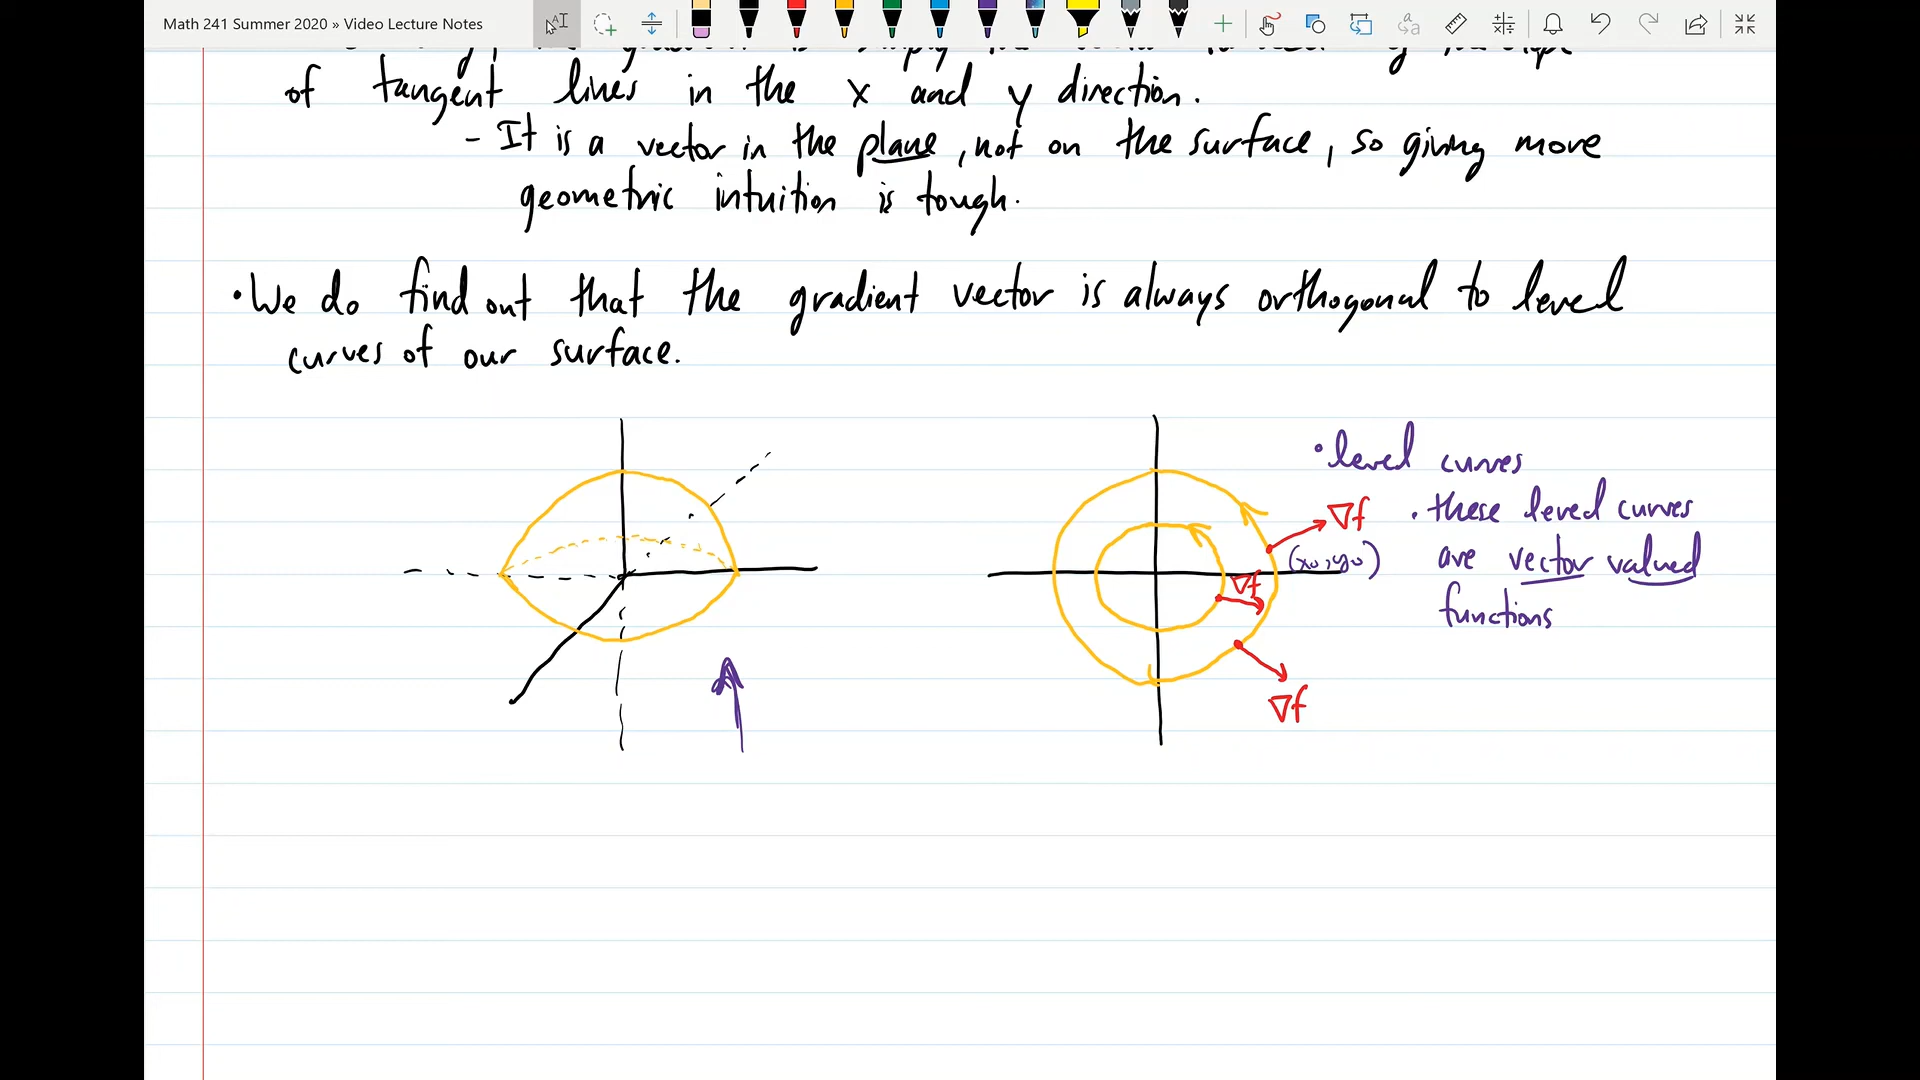 Math 241 Summer 2020 » Video Lecture Notes
of tangent lines in the x and y direction.
- It is a vector in the plane, not on the surface, so giving more
geometric intuition is tough.
• We do find out that the gradient vector is always orthogonal to level
curves of our surface.
• level curves
∇f
• these level curves
(x₀, y₀)
are vector valued
∇f
functions
∇f